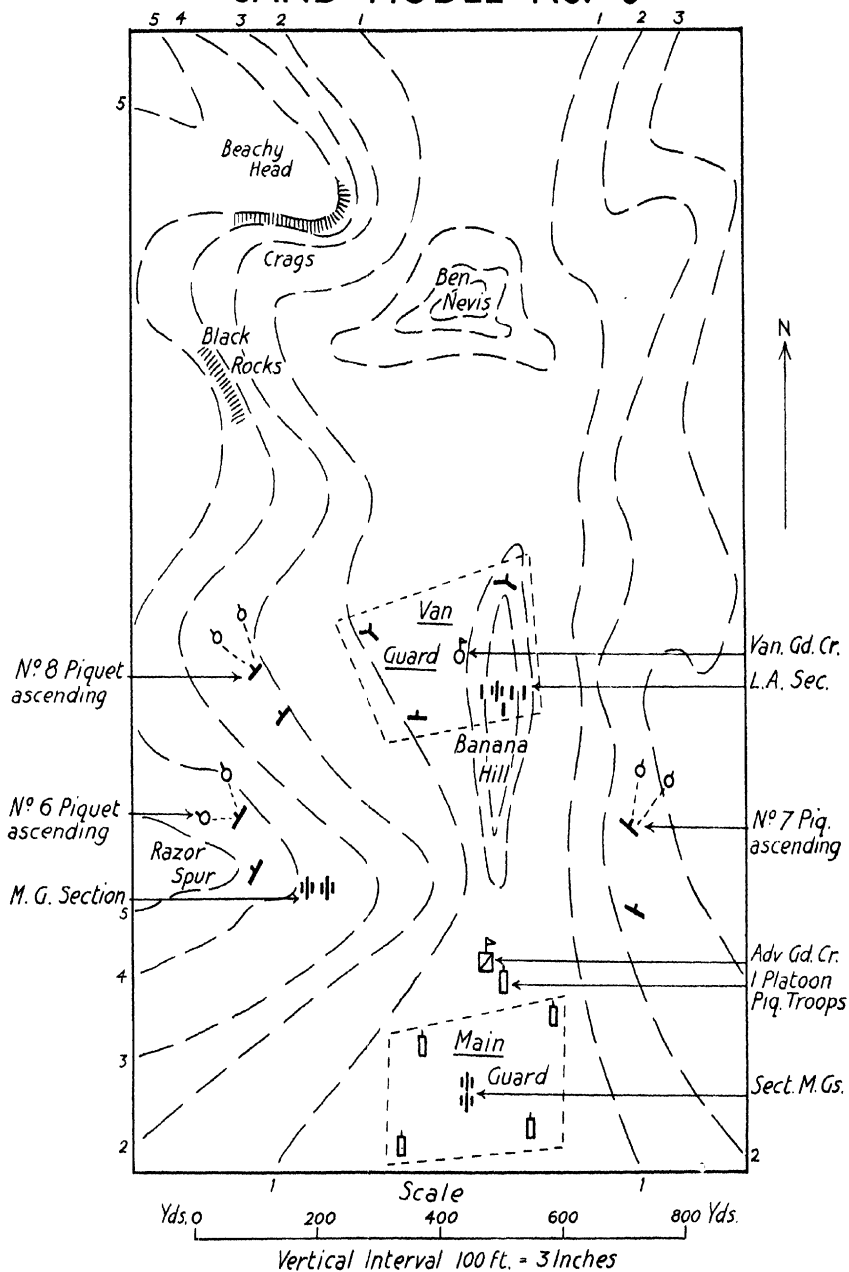 5 4 3 2 1 1 2 3
5
Beachy
Head
Crags
Ben
Nevis
Black
Rocks
N
Van
Guard
Van. Gd. Cr.
Nº 8 Piquet
ascending
L.A. Sec.
Banana
Hill
Nº 6 Piquet
ascending
Nº 7 Piq.
ascending
Razor
Spur
M. G. Section
5
Adv Gd. Cr.
4
1 Platoon
Piq. Troops
Main
Guard
3
Sect. M. Gs.
2 2
1 1
Scale
Yds. 0 200 400 600 800 Yds.
Vertical Interval 100 ft. = 3 Inches